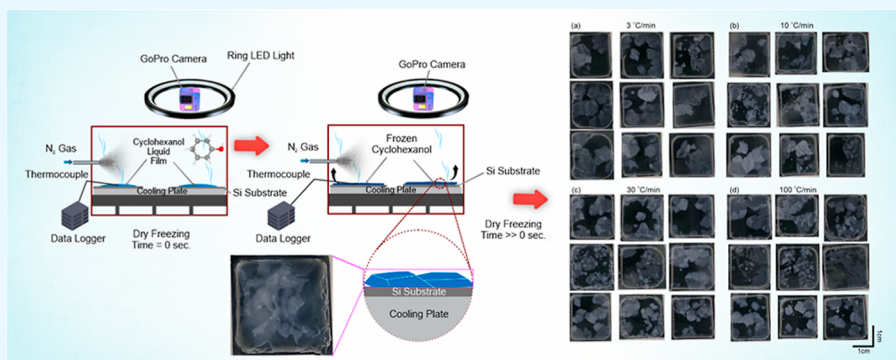 GoPro Camera
Ring LED Light
N₂ Gas
Cyclohexanol
Liquid
Film
Thermocouple
Si Substrate
Cooling Plate
Data Logger
Dry Freezing
Time = 0 sec.
GoPro Camera
N₂ Gas
Frozen
Cyclohexanol
Thermocouple
Si Substrate
Cooling Plate
Data Logger
Dry Freezing
Time >> 0 sec.
Si Substrate
Cooling Plate
(a) 3 °C/min
(b) 10 °C/min
(c) 30 °C/min
(d) 100 °C/min
1cm
1cm